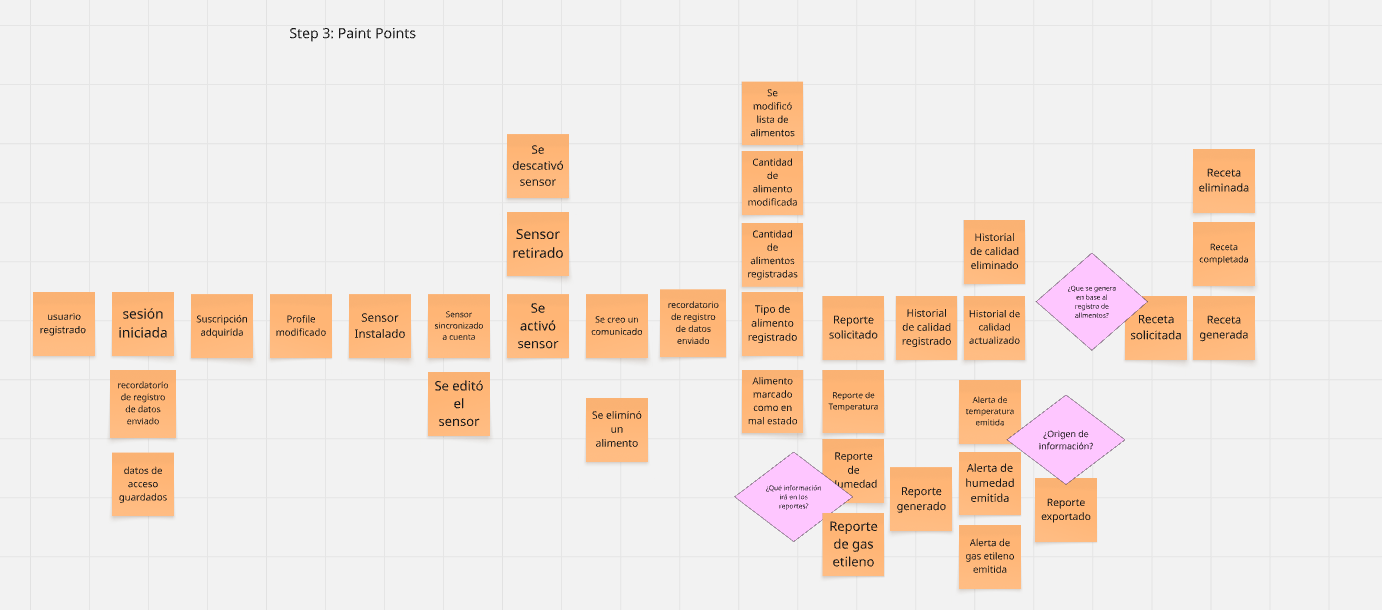 Step 3: Paint Points
Se
modificó
lista de
alimentos
Se
descativó
sensor
Cantidad
de
alimento
modificada
Receta
eliminada
Sensor
retirado
Cantidad
de
alimentos
registradas
Historial
de calidad
eliminado
Receta
completada
usuario
registrado
sesión
iniciada
Suscripción
adquirida
Profile
modificado
Sensor
Instalado
Sensor
sincronizado
a cuenta
Se
activó
sensor
Se creo un
comunicado
recordatorio
de registro
de datos
enviado
Tipo de
alimento
registrado
Reporte
solicitado
Historial
de calidad
registrado
Historial de
calidad
actualizado
¿Que se genera
en base al
registro de
alimentos?
Receta
solicitada
Receta
generada
recordatorio
de registro
de datos
enviado
Se editó
el
sensor
Se eliminó
un
alimento
Alimento
marcado
como en
mal estado
Reporte de
Temperatura
Alerta de
temperatura
emitida
¿Origen de
información?
datos de
acceso
guardados
¿Qué información
irá en los
reportes?
Reporte
de
Humedad
Reporte
generado
Alerta de
humedad
emitida
Reporte
exportado
Reporte
de gas
etileno
Alerta de
gas etileno
emitida